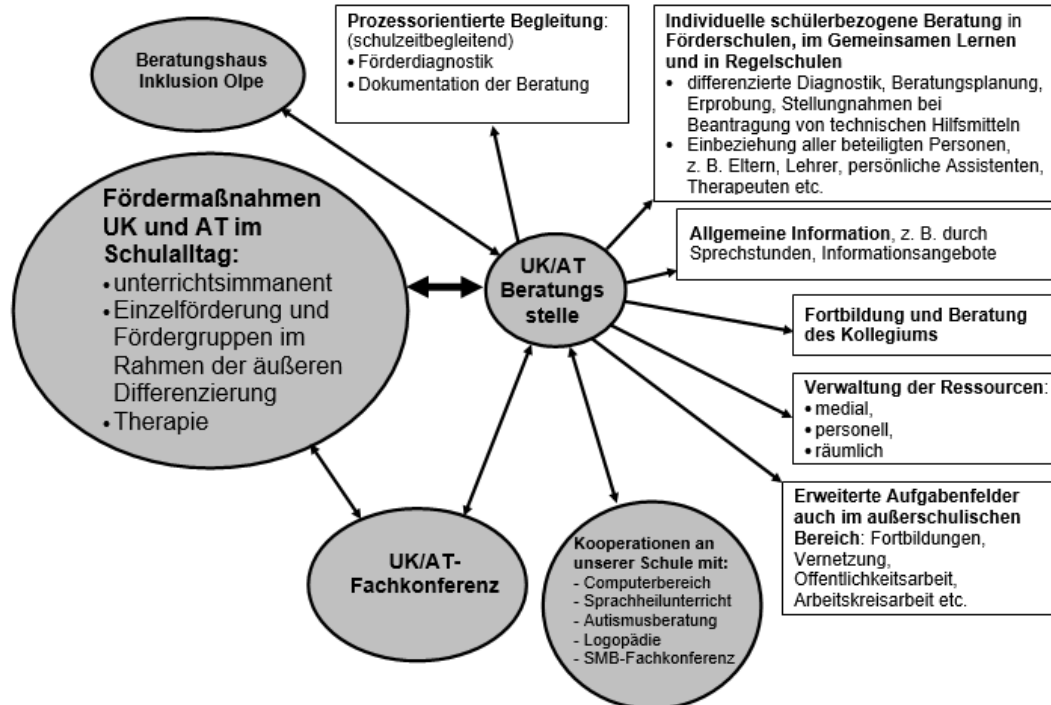 Beratungshaus
Inklusion Olpe
Prozessorientierte Begleitung:
(schulzeitbegleitend)
• Förderdiagnostik
• Dokumentation der Beratung
Individuelle schülerbezogene Beratung in
Förderschulen, im Gemeinsamen Lernen
und in Regelschulen
• differenzierte Diagnostik, Beratungsplanung,
Erprobung, Stellungnahmen bei
Beantragung von technischen Hilfsmitteln
• Einbeziehung aller beteiligten Personen,
z. B. Eltern, Lehrer, persönliche Assistenten,
Therapeuten etc.
Fördermaßnahmen
UK und AT im
Schulalltag:
• unterrichtsimmanent
• Einzelförderung und
Fördergruppen im
Rahmen der äußeren
Differenzierung
• Therapie
UK/AT
Beratungs
stelle
Allgemeine Information, z. B. durch
Sprechstunden, Informationsangebote
Fortbildung und Beratung
des Kollegiums
Verwaltung der Ressourcen:
• medial,
• personell,
• räumlich
Erweiterte Aufgabenfelder
auch im außerschulischen
Bereich: Fortbildungen,
Vernetzung,
Offentlichkeitsarbeit,
Arbeitskreisarbeit etc.
UK/AT-
Fachkonferenz
Kooperationen an
unserer Schule mit:
- Computerbereich
- Sprachheilunterricht
- Autismusberatung
- Logopädie
- SMB-Fachkonferenz